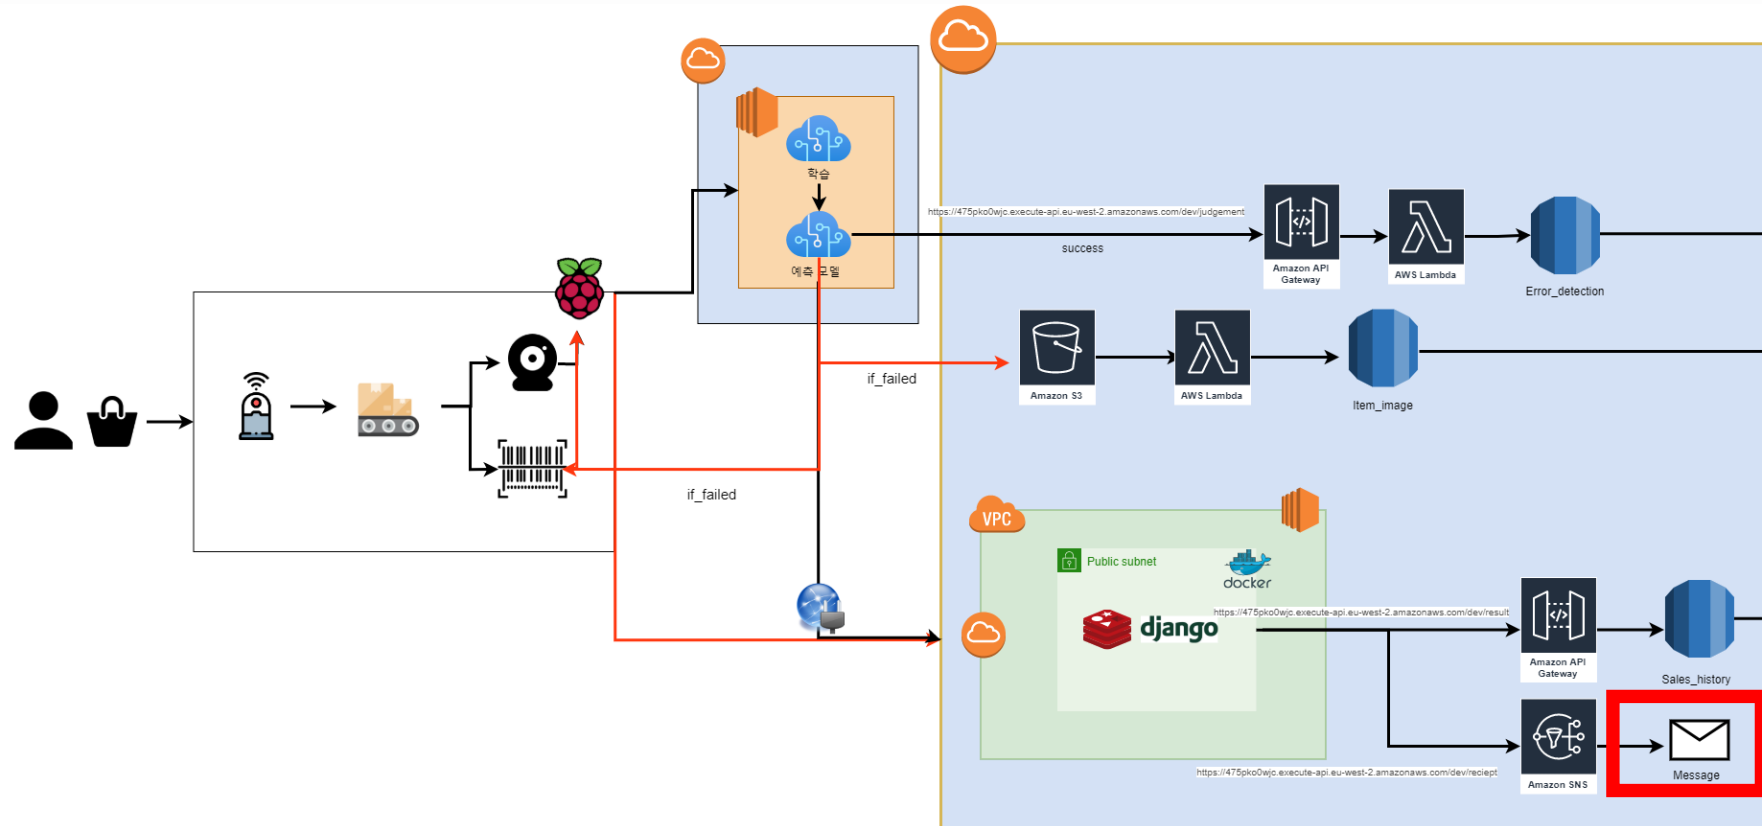 학습
예측 모델
https://475pko0wjc.execute-api.eu-west-2.amazonaws.com/dev/judgement
success
Amazon API
Gateway
AWS Lambda
Error_detection
if_failed
Amazon S3
AWS Lambda
Item_image
if_failed
VPC
Public subnet
docker
django
https://475pko0wjc.execute-api.eu-west-2.amazonaws.com/dev/result
Amazon API
Gateway
Sales_history
https://475pko0wjc.execute-api.eu-west-2.amazonaws.com/dev/reciept
Amazon SNS
Message